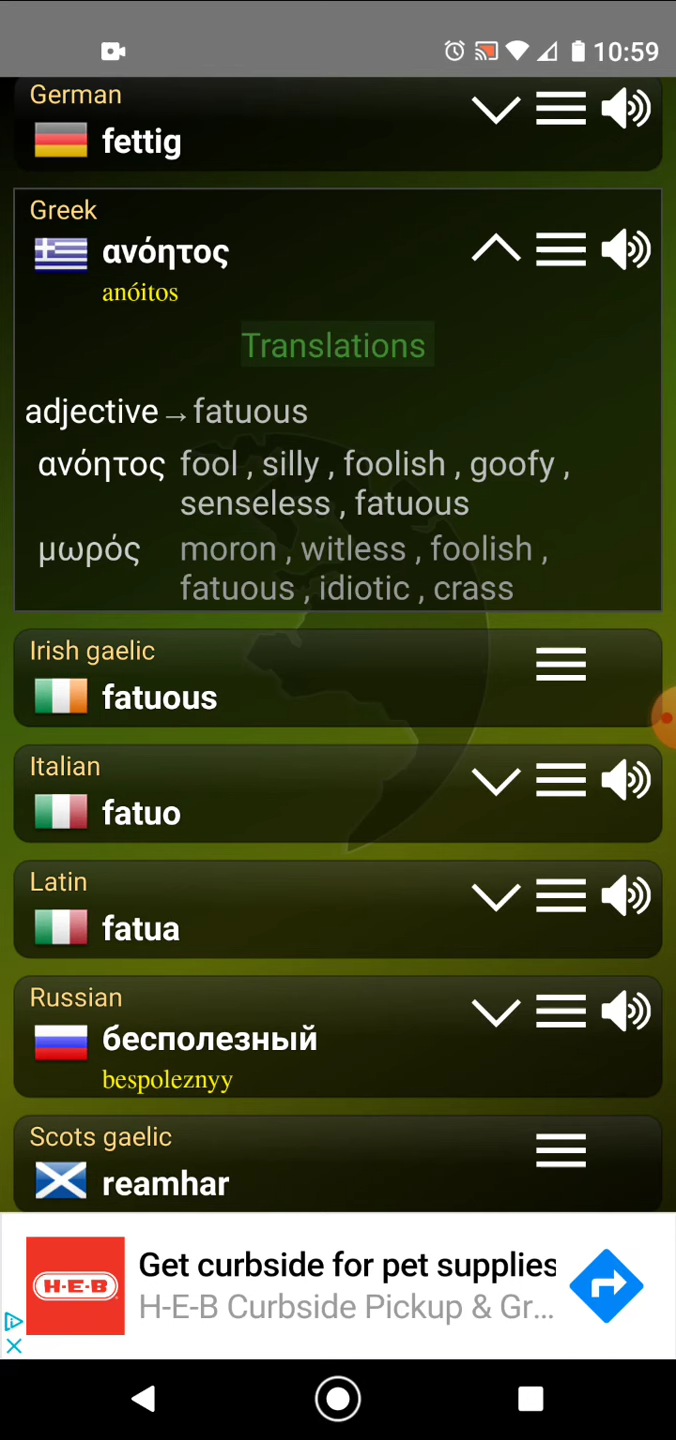 10:59
German
fettig
Greek
ανόητος
anóitos
Translations
adjective→fatuous
ανόητος fool , silly , foolish , goofy ,
senseless , fatuous
μωρός moron , witless , foolish ,
fatuous , idiotic , crass
Irish gaelic
fatuous
Italian
fatuo
Latin
fatua
Russian
бесполезный
bespoleznyy
Scots gaelic
reamhar
H-E-B
Get curbside for pet supplies
H-E-B Curbside Pickup & Gr...